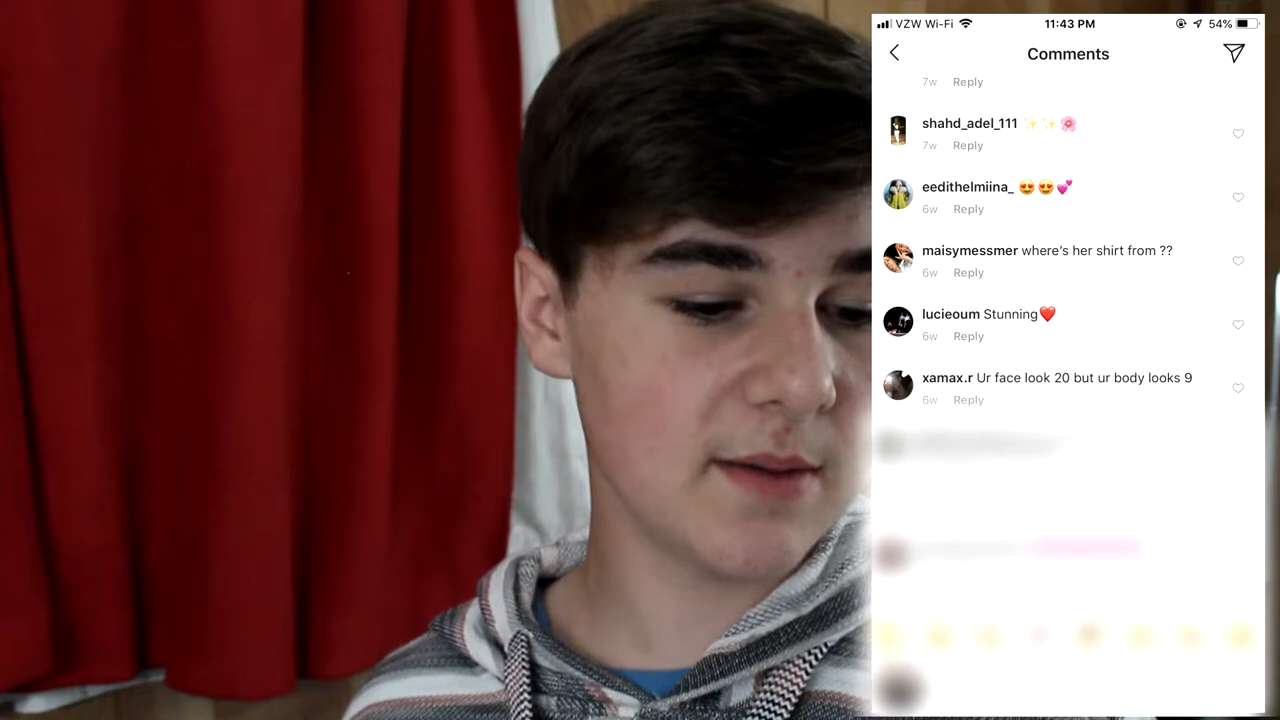 VZW Wi-Fi 11:43 PM 54%
Comments
7w Reply
shahd_adel_111 ✨✨🌸
7w Reply
eedithelmiina_ 😍😍💕
6w Reply
maisymessmer where's her shirt from ??
6w Reply
lucieoum Stunning❤️
6w Reply
xamax.r Ur face look 20 but ur body looks 9
6w Reply